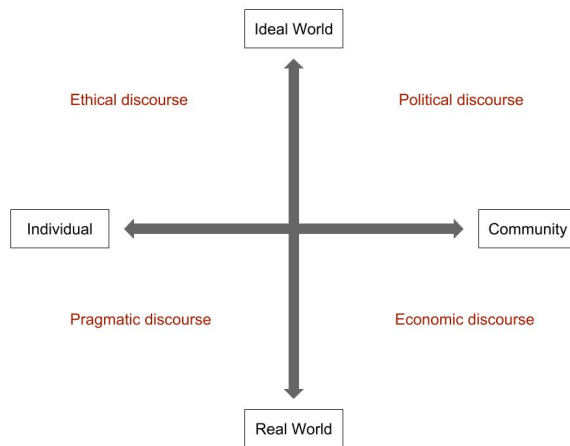 Ideal World
Ethical discourse
Political discourse
Individual
Community
Pragmatic discourse
Economic discourse
Real World